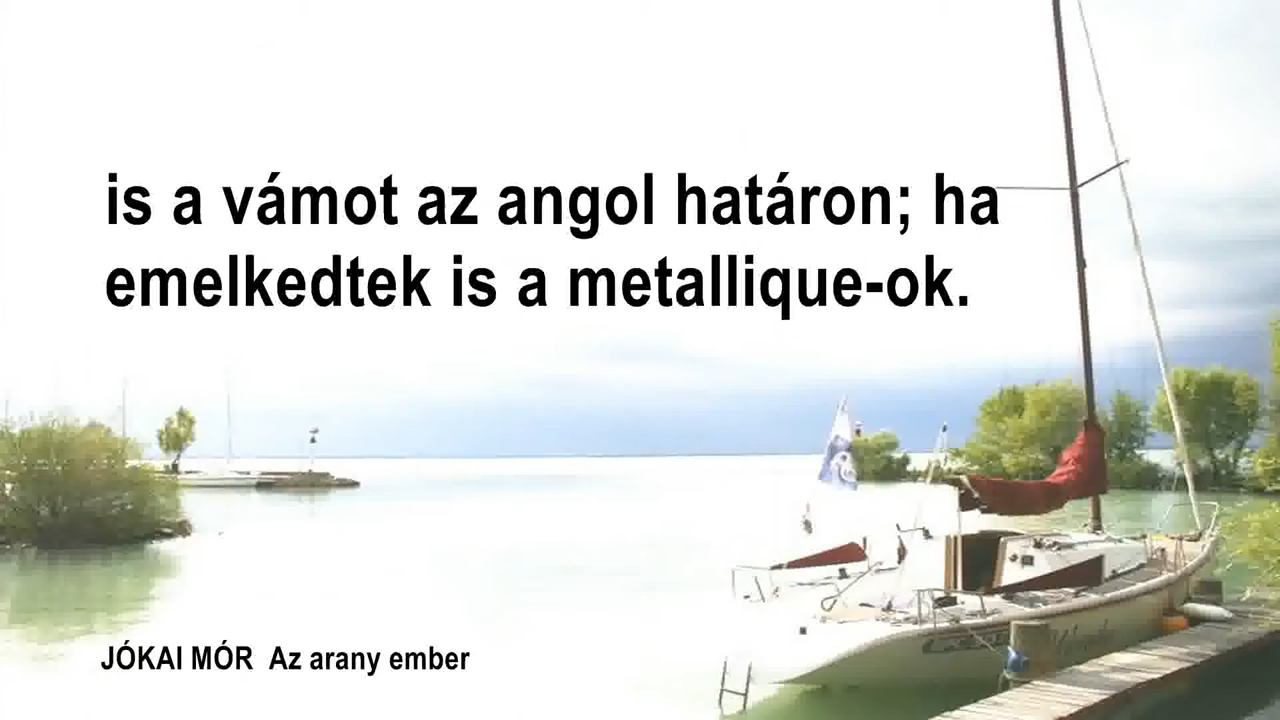 is a vámot az angol határon; ha
emelkedtek is a metallique-ok.
JÓKAI MÓR  Az arany ember